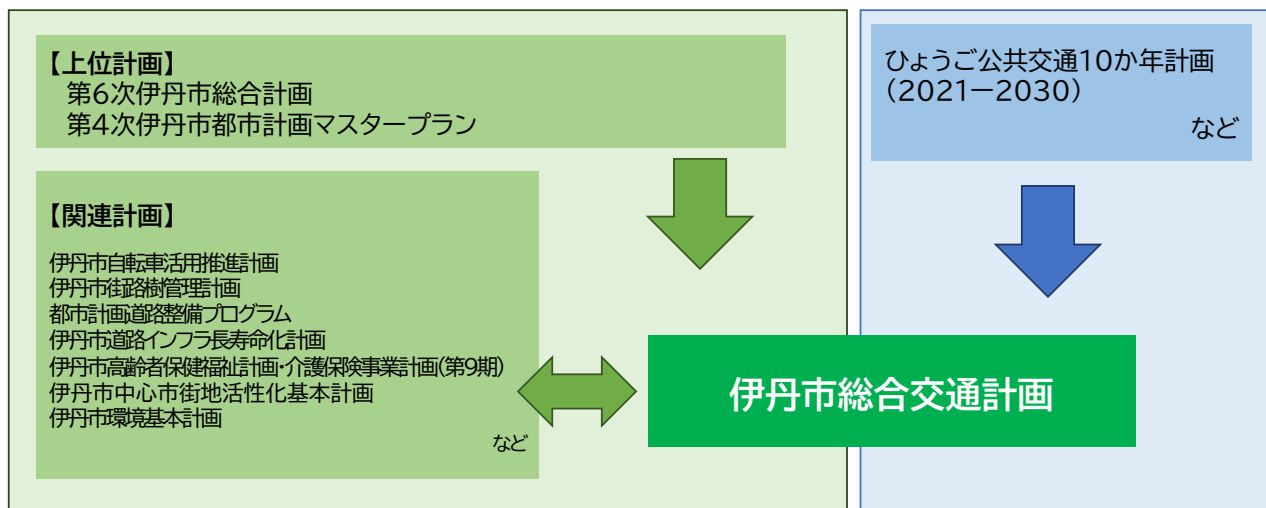 【上位計画】
第6次伊丹市総合計画
第4次伊丹市都市計画マスタープラン
【関連計画】
伊丹市自転車活用推進計画
伊丹市街路樹管理計画
都市計画道路整備プログラム
伊丹市道路インフラ長寿命化計画
伊丹市高齢者保健福祉計画・介護保険事業計画(第9期)
伊丹市中心市街地活性化基本計画
伊丹市環境基本計画
など
ひょうご公共交通10か年計画
(2021ー2030)
など
伊丹市総合交通計画